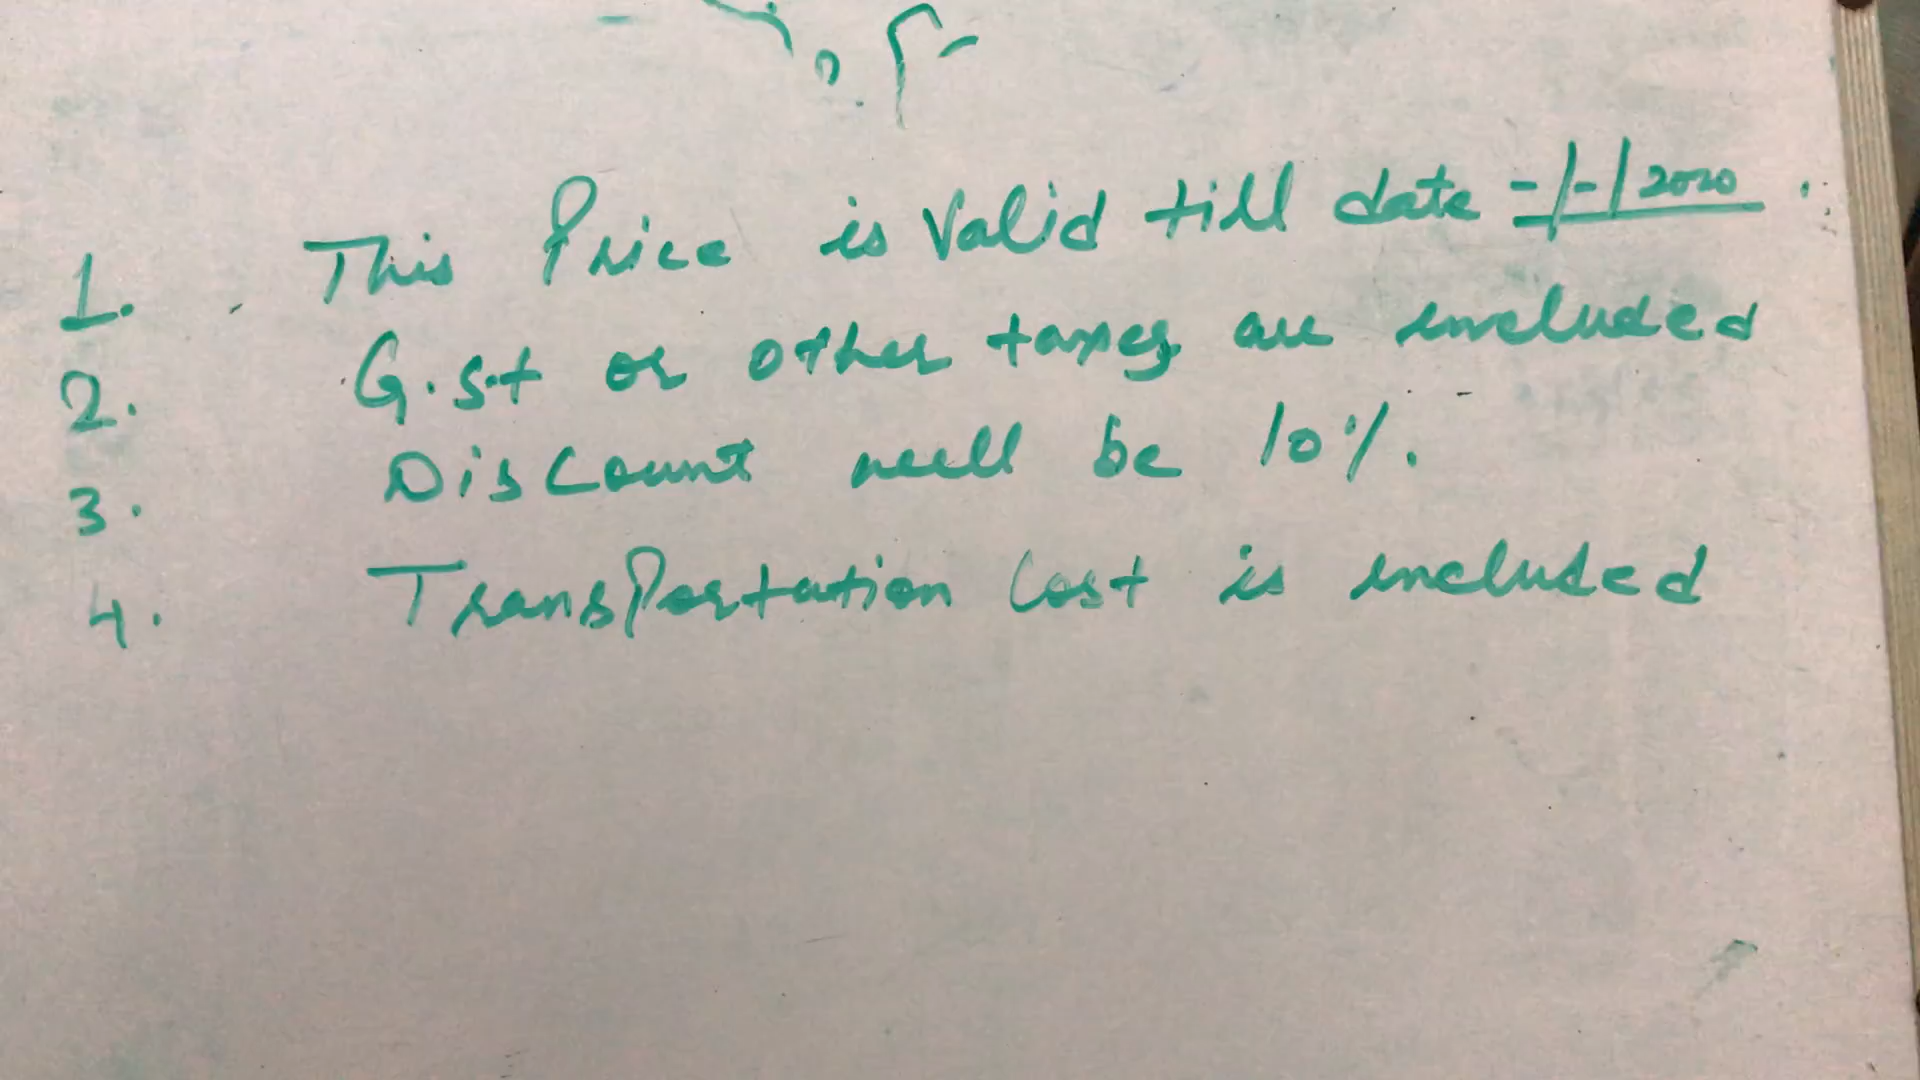 1. This Price is Valid till date -/-/2020.
2. G.S.t or other taxes are included
3. Discount will be 10%.
4. Transportation Cost is included